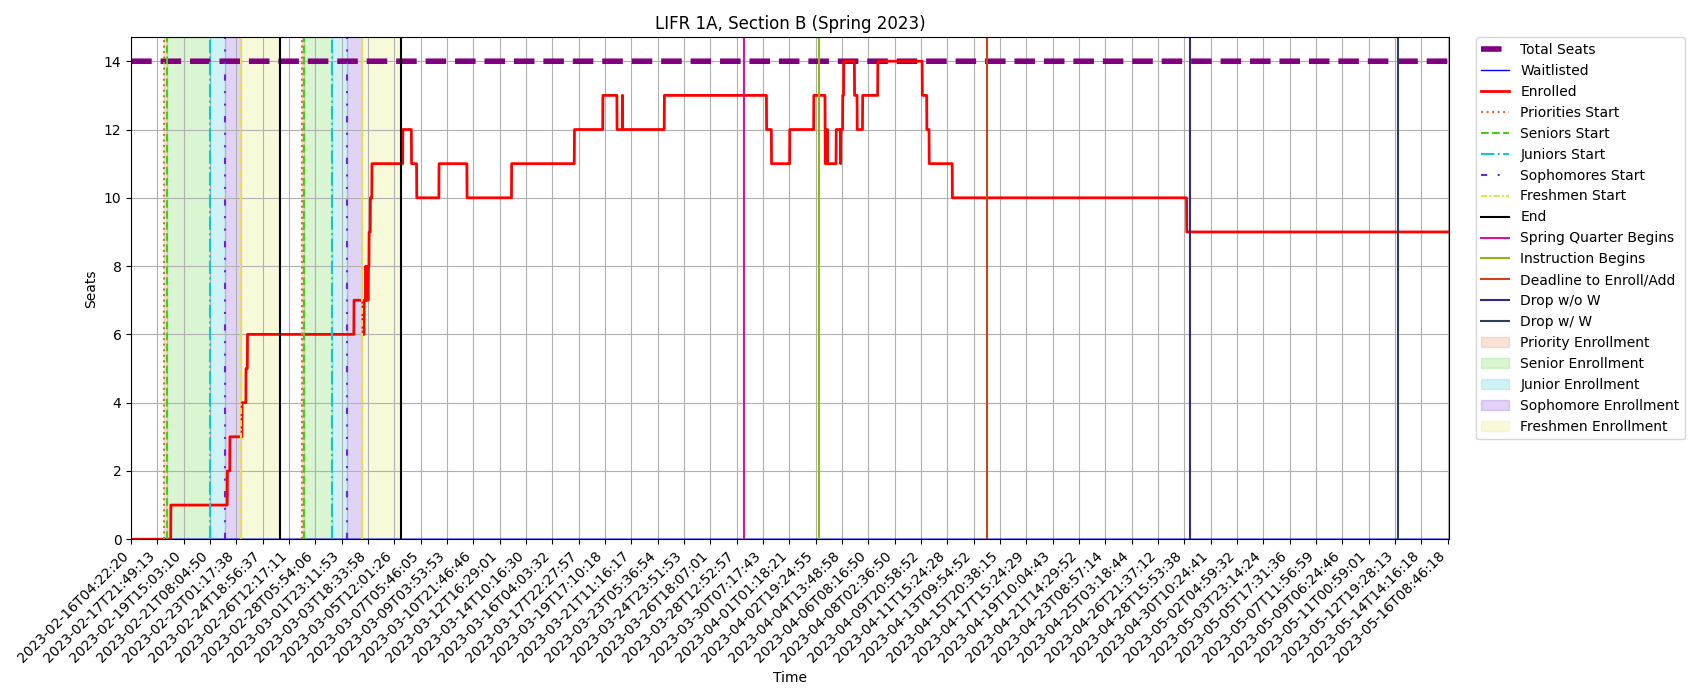 LIFR 1A, Section B (Spring 2023)
Seats
14
12
10
8
6
4
2
0
2023-02-16T04:22:20
2023-02-17T21:49:13
2023-02-19T15:03:10
2023-02-21T08:04:50
2023-02-23T01:17:38
2023-02-24T18:56:37
2023-02-26T12:17:11
2023-02-28T05:54:06
2023-03-01T23:11:53
2023-03-03T18:33:58
2023-03-05T12:01:26
2023-03-07T05:46:05
2023-03-09T03:53:53
2023-03-10T21:46:46
2023-03-12T16:29:01
2023-03-14T10:16:30
2023-03-16T04:03:32
2023-03-17T22:27:57
2023-03-19T17:10:18
2023-03-21T11:16:17
2023-03-23T05:36:54
2023-03-24T23:51:53
2023-03-26T18:07:01
2023-03-28T12:52:57
2023-03-30T07:17:43
2023-04-01T01:18:21
2023-04-02T19:24:55
2023-04-04T13:48:58
2023-04-06T08:16:50
2023-04-08T02:36:50
2023-04-09T20:58:52
2023-04-11T15:24:28
2023-04-13T09:54:52
2023-04-15T20:38:15
2023-04-17T15:24:29
2023-04-19T10:04:43
2023-04-21T14:29:52
2023-04-23T08:57:14
2023-04-25T03:18:44
2023-04-26T21:37:12
2023-04-28T15:53:38
2023-04-30T10:24:41
2023-05-02T04:59:32
2023-05-03T23:14:24
2023-05-05T17:31:36
2023-05-07T11:56:59
2023-05-09T06:24:46
2023-05-11T00:59:01
2023-05-12T19:28:13
2023-05-14T14:16:18
2023-05-16T08:46:18
Time
Total Seats
Waitlisted
Enrolled
Priorities Start
Seniors Start
Juniors Start
Sophomores Start
Freshmen Start
End
Spring Quarter Begins
Instruction Begins
Deadline to Enroll/Add
Drop w/o W
Drop w/ W
Priority Enrollment
Senior Enrollment
Junior Enrollment
Sophomore Enrollment
Freshmen Enrollment